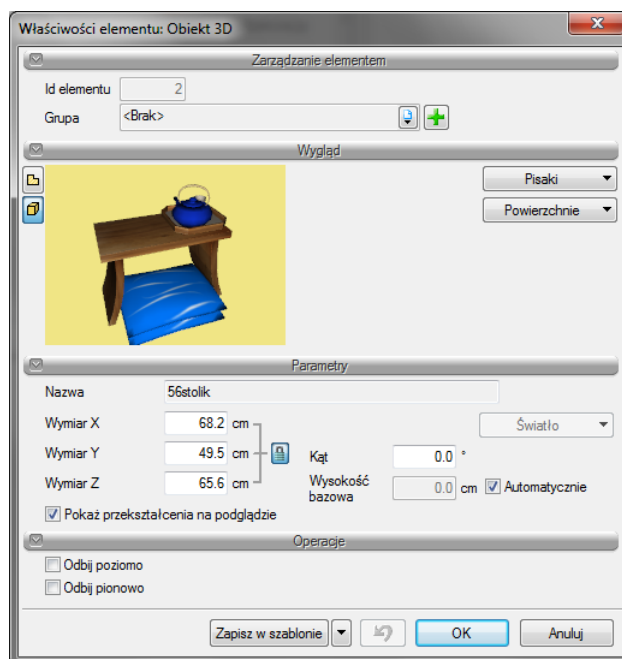 Właściwości elementu: Obiekt 3D
Zarządzanie elementem
Id elementu 2
Grupa <Brak>
Wygląd
Pisaki
Powierzchnie
Parametry
Nazwa 56stolik
Wymiar X 68.2 cm Światło
Wymiar Y 49.5 cm Kąt 0.0 °
Wymiar Z 65.6 cm Wysokość bazowa 0.0 cm Automatycznie
Pokaż przekształcenia na podglądzie
Operacje
Odbij poziomo
Odbij pionowo
Zapisz w szablonie OK Anuluj